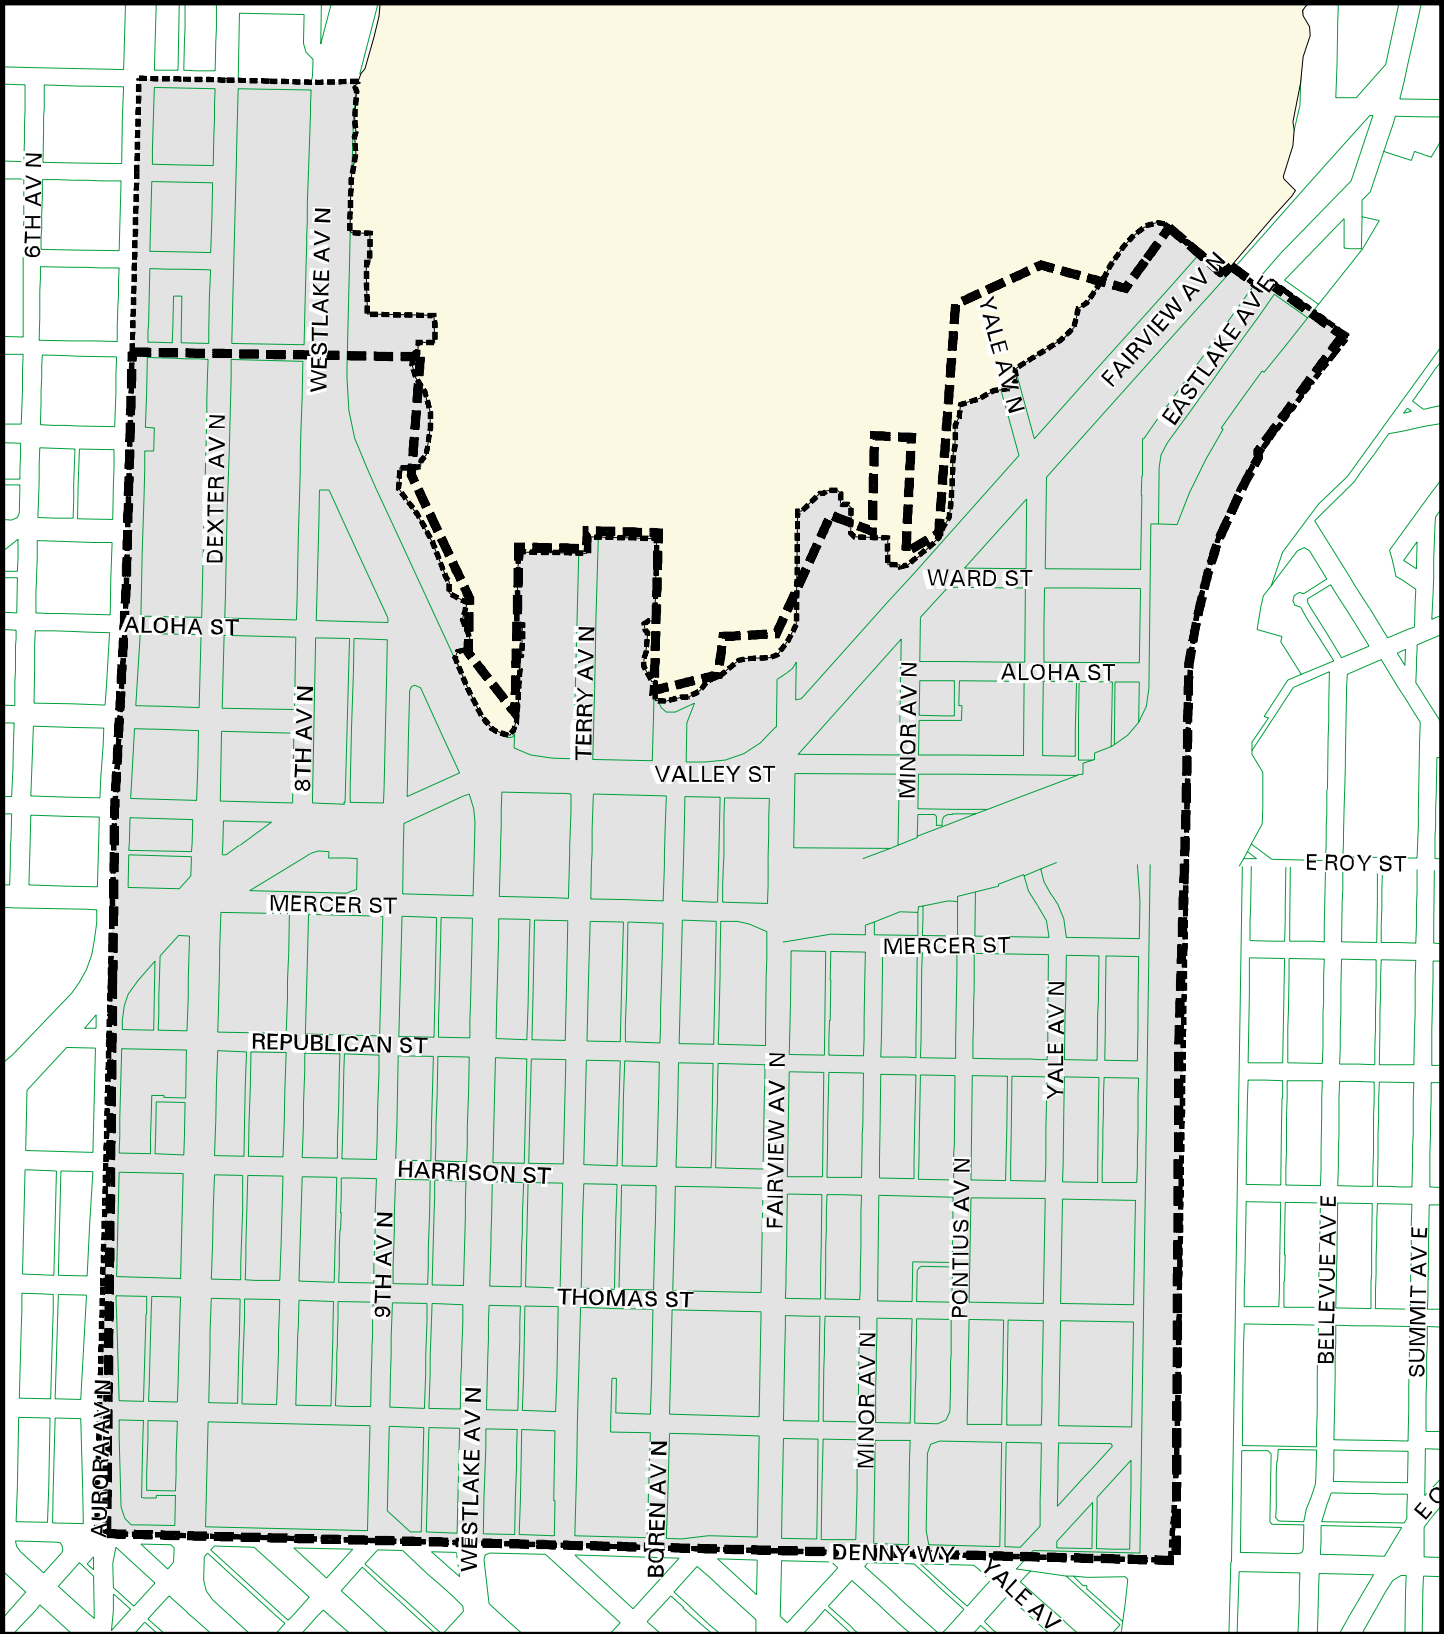 6TH AV N
WESTLAKE AV N
FAIRVIEW AV N
YALE AV N
EASTLAKE AV E
DEXTER AV N
WARD ST
ALOHA ST
ALOHA ST
TERRY AV N
MINOR AV N
8TH AV N
VALLEY ST
E ROY ST
MERCER ST
MERCER ST
YALE AV N
REPUBLICAN ST
FAIRVIEW AV N
HARRISON ST
PONTIUS AV N
9TH AV N
BELLEVUE AV E
SUMMIT AV E
THOMAS ST
MINOR AV N
AURORA AV N
WESTLAKE AV N
BOREN AV N
E O
DENNY WY
YALE AV